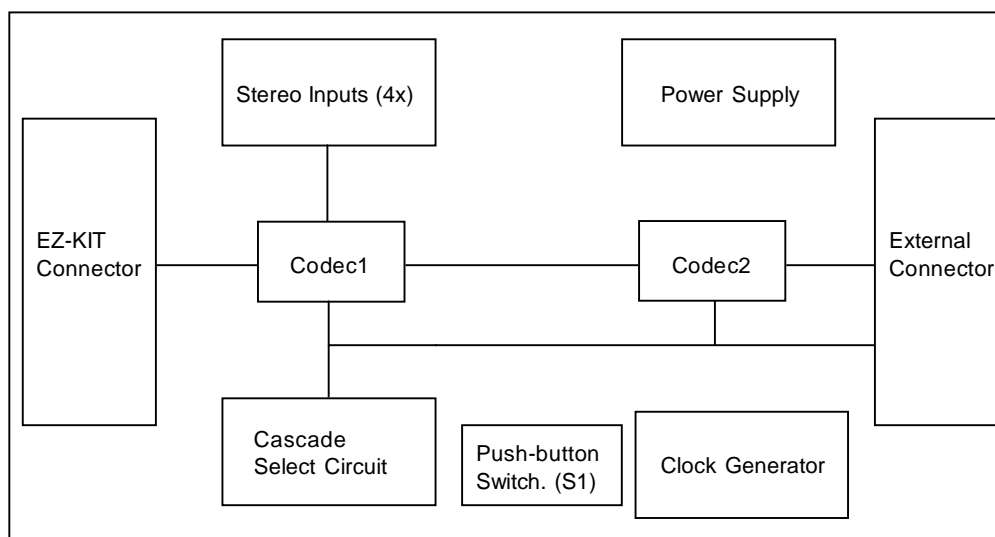 Stereo Inputs (4x)
Power Supply
EZ-KIT
Connector
Codec1
Codec2
External
Connector
Cascade
Select Circuit
Push-button
Switch. (S1)
Clock Generator